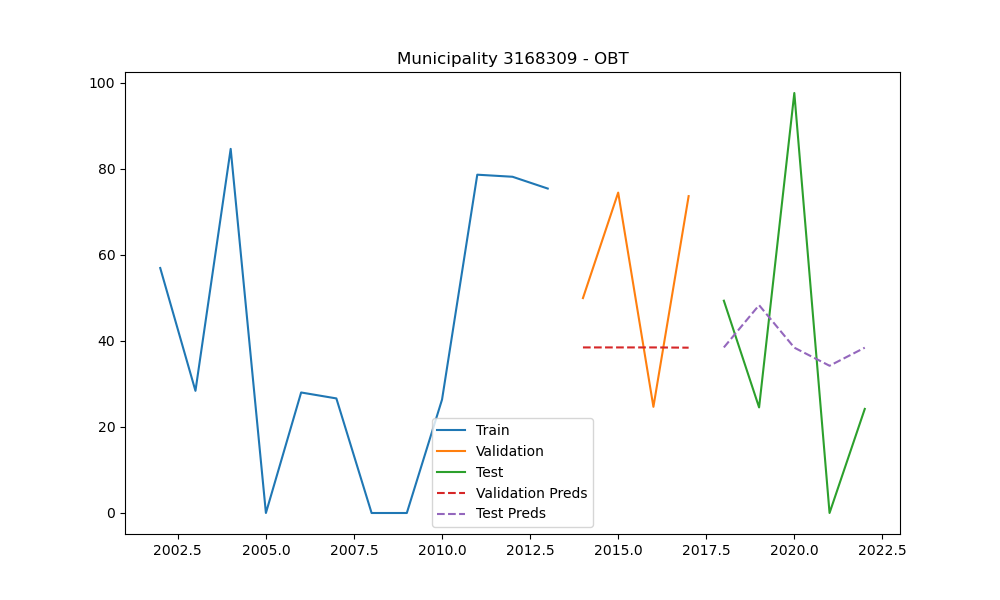 Municipality 3168309 - OBT
100
80
60
40
20
0
Train
Validation
Test
Validation Preds
Test Preds
2002.5 2005.0 2007.5 2010.0 2012.5 2015.0 2017.5 2020.0 2022.5